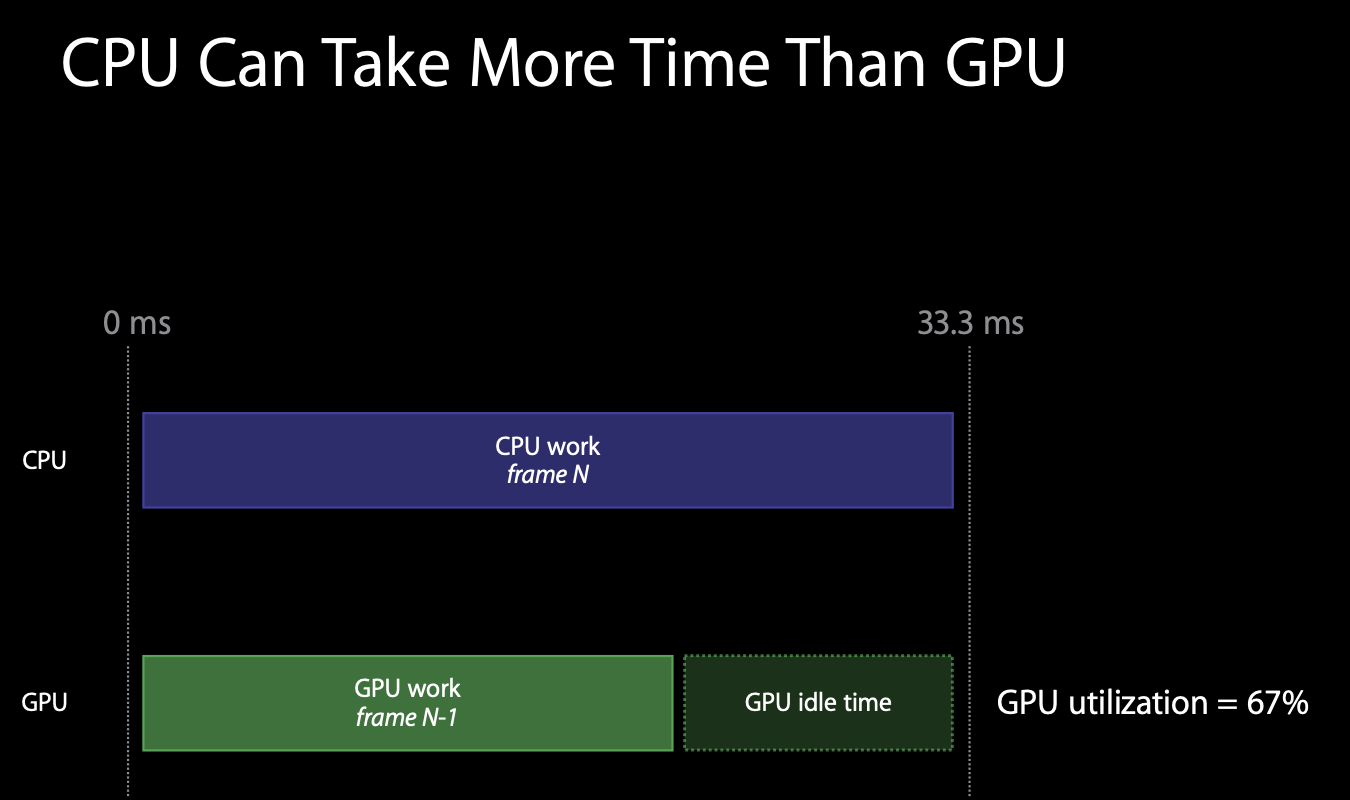 CPU Can Take More Time Than GPU
0 ms
33.3 ms
CPU
CPU work
frame N
GPU
GPU work
frame N-1
GPU idle time
GPU utilization = 67%